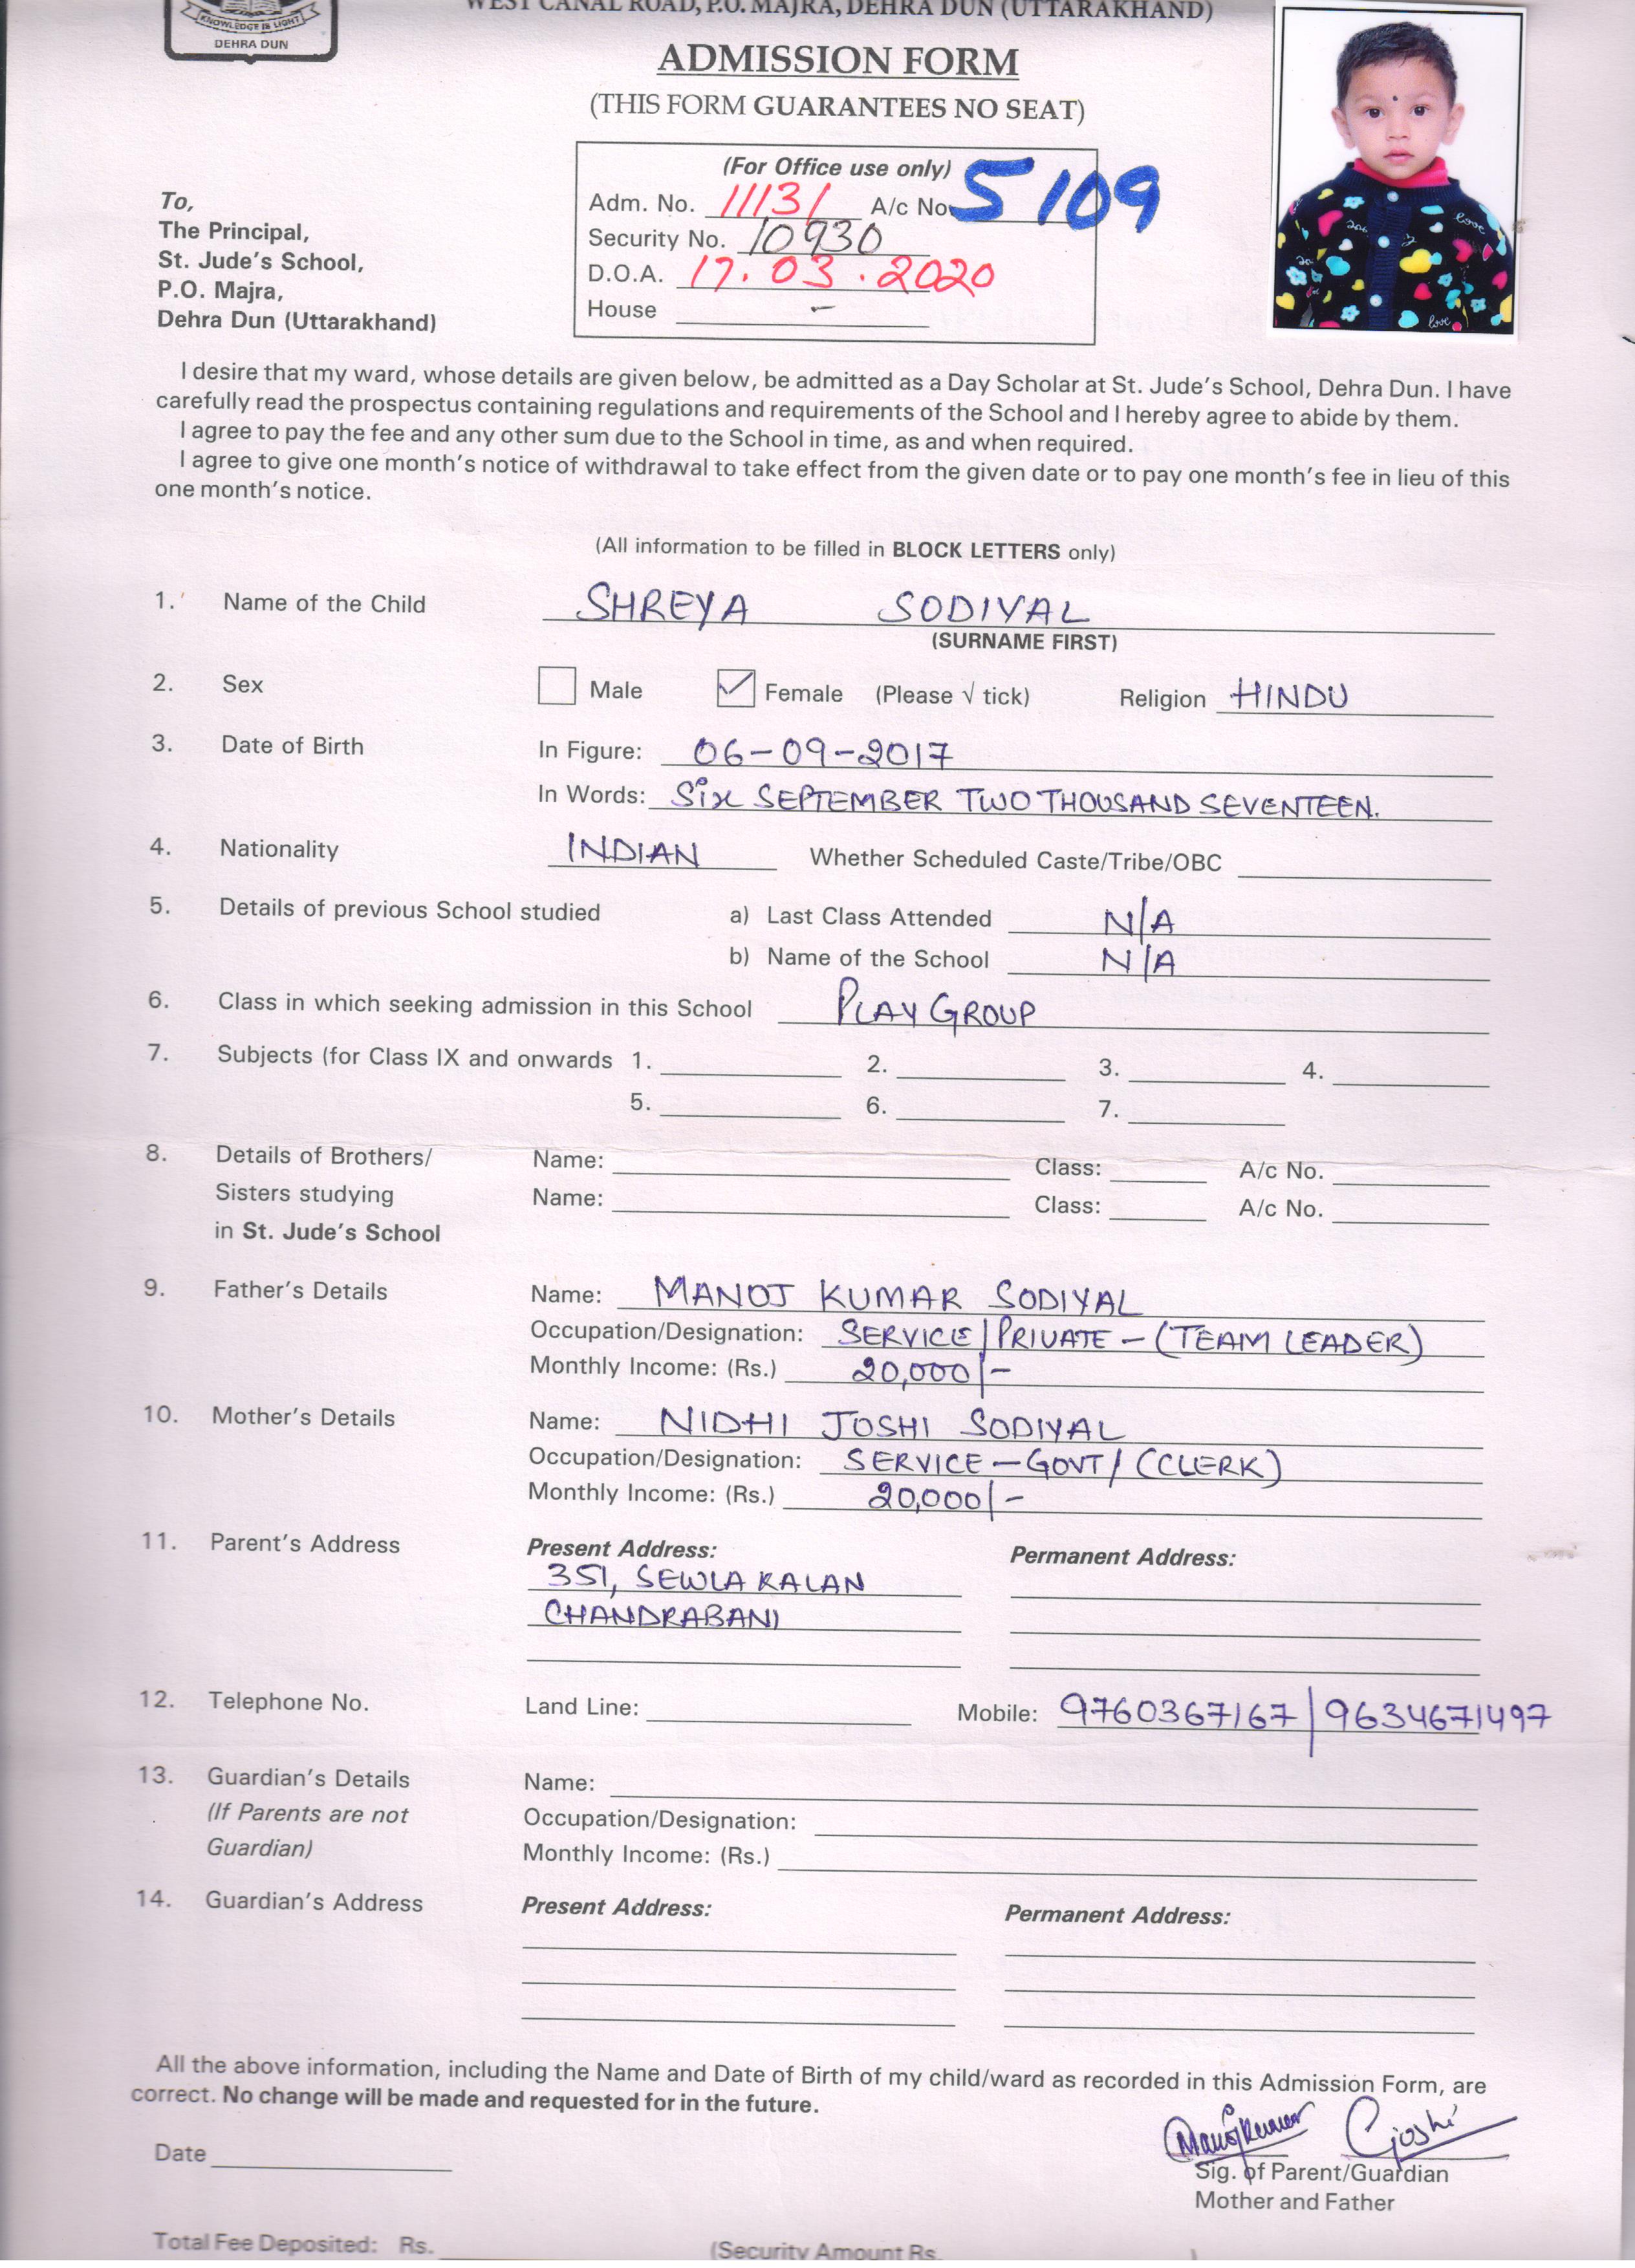 KNOWLEDGE IS LIGHT
DEHRA DUN
WEST CANAL ROAD, P.O. MAJRA, DEHRA DUN (UTTARAKHAND)
ADMISSION FORM
(THIS FORM GUARANTEES NO SEAT)
(For Office use only)
Adm. No. 11131 A/c No 5109
Security No. 10930
D.O.A. 17.03.2020
House -
To,
The Principal,
St. Jude's School,
P.O. Majra,
Dehra Dun (Uttarakhand)
I desire that my ward, whose details are given below, be admitted as a Day Scholar at St. Jude's School, Dehra Dun. I have
carefully read the prospectus containing regulations and requirements of the School and I hereby agree to abide by them.
I agree to pay the fee and any other sum due to the School in time, as and when required.
I agree to give one month's notice of withdrawal to take effect from the given date or to pay one month's fee in lieu of this
one month's notice.
(All information to be filled in BLOCK LETTERS only)
1. Name of the Child SHREYA SODIYAL
(SURNAME FIRST)
2. Sex Male Female (Please √ tick) Religion HINDU
3. Date of Birth In Figure: 06-09-2017
In Words: Six SEPTEMBER TWO THOUSAND SEVENTEEN.
4. Nationality INDIAN Whether Scheduled Caste/Tribe/OBC
5. Details of previous School studied a) Last Class Attended N/A
b) Name of the School N/A
6. Class in which seeking admission in this School PLAY GROUP
7. Subjects (for Class IX and onwards 1. 2. 3. 4.
5. 6. 7.
8. Details of Brothers/ Name: Class: A/c No.
Sisters studying Name: Class: A/c No.
in St. Jude's School
9. Father's Details Name: MANOJ KUMAR SODIYAL
Occupation/Designation: SERVICE/PRIVATE - (TEAM LEADER)
Monthly Income: (Rs.) 20,000/-
10. Mother's Details Name: NIDHI JOSHI SODIYAL
Occupation/Designation: SERVICE - GOVT/ (CLERK)
Monthly Income: (Rs.) 20,000/-
11. Parent's Address Present Address: Permanent Address:
351, SEWLA KALAN
CHANDRABANI
12. Telephone No. Land Line: Mobile: 9760367167/9634671497
13. Guardian's Details Name:
(If Parents are not Occupation/Designation:
Guardian) Monthly Income: (Rs.)
14. Guardian's Address Present Address: Permanent Address:
All the above information, including the Name and Date of Birth of my child/ward as recorded in this Admission Form, are
correct. No change will be made and requested for in the future.
Manojkumar Joshi
Date
Sig. of Parent/Guardian
Mother and Father
Total Fee Deposited: Rs. (Security Amount Rs.